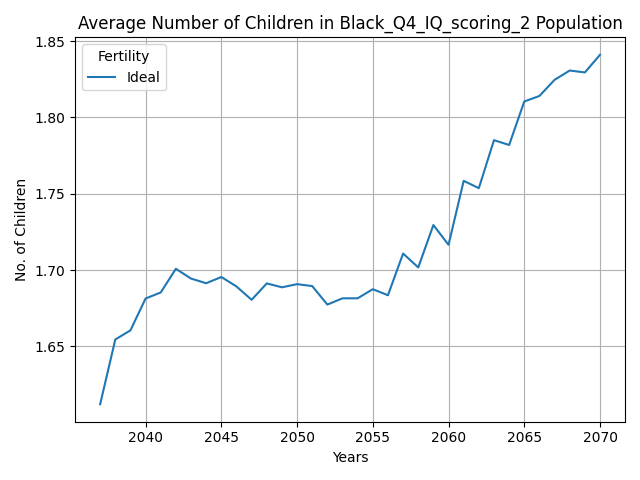 Average Number of Children in Black_Q4_IQ_scoring_2 Population
Fertility
Ideal
No. of Children
1.85
1.80
1.75
1.70
1.65
2040 2045 2050 2055 2060 2065 2070
Years